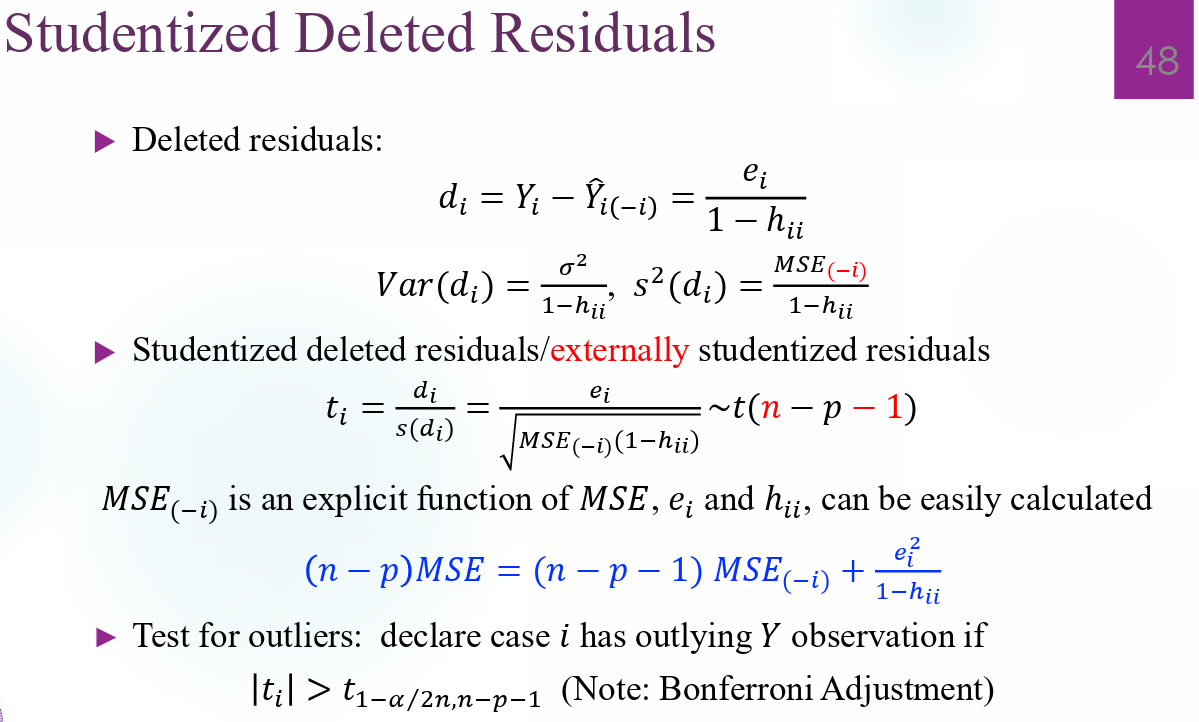 Studentized Deleted Residuals
48
▶ Deleted residuals:
$d_i = Y_i - \hat{Y}_{i(-i)} = \frac{e_i}{1 - h_{ii}}$
$Var(d_i) = \frac{\sigma^2}{1-h_{ii}},\ s^2(d_i) = \frac{MSE_{(-i)}}{1-h_{ii}}$
▶ Studentized deleted residuals/externally studentized residuals
$t_i = \frac{d_i}{s(d_i)} = \frac{e_i}{\sqrt{MSE_{(-i)}(1-h_{ii})}} \sim t(n - p - 1)$
$MSE_{(-i)}$ is an explicit function of $MSE$, $e_i$ and $h_{ii}$, can be easily calculated
$(n - p)MSE = (n - p - 1)\ MSE_{(-i)} + \frac{e_i^2}{1-h_{ii}}$
▶ Test for outliers: declare case $i$ has outlying $Y$ observation if
$|t_i| > t_{1-\alpha/2n,n-p-1}$ (Note: Bonferroni Adjustment)